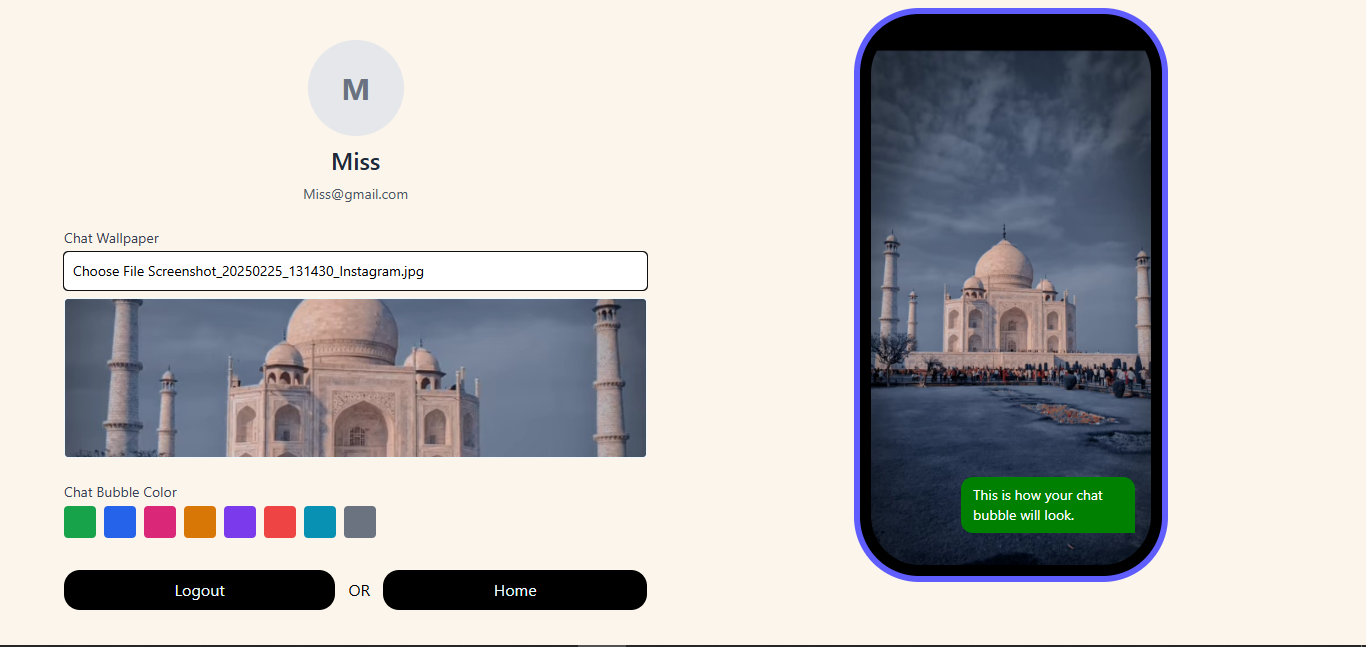 M
Miss
Miss@gmail.com
Chat Wallpaper
Choose File Screenshot_20250225_131430_Instagram.jpg
Chat Bubble Color
Logout
OR
Home
This is how your chat
bubble will look.